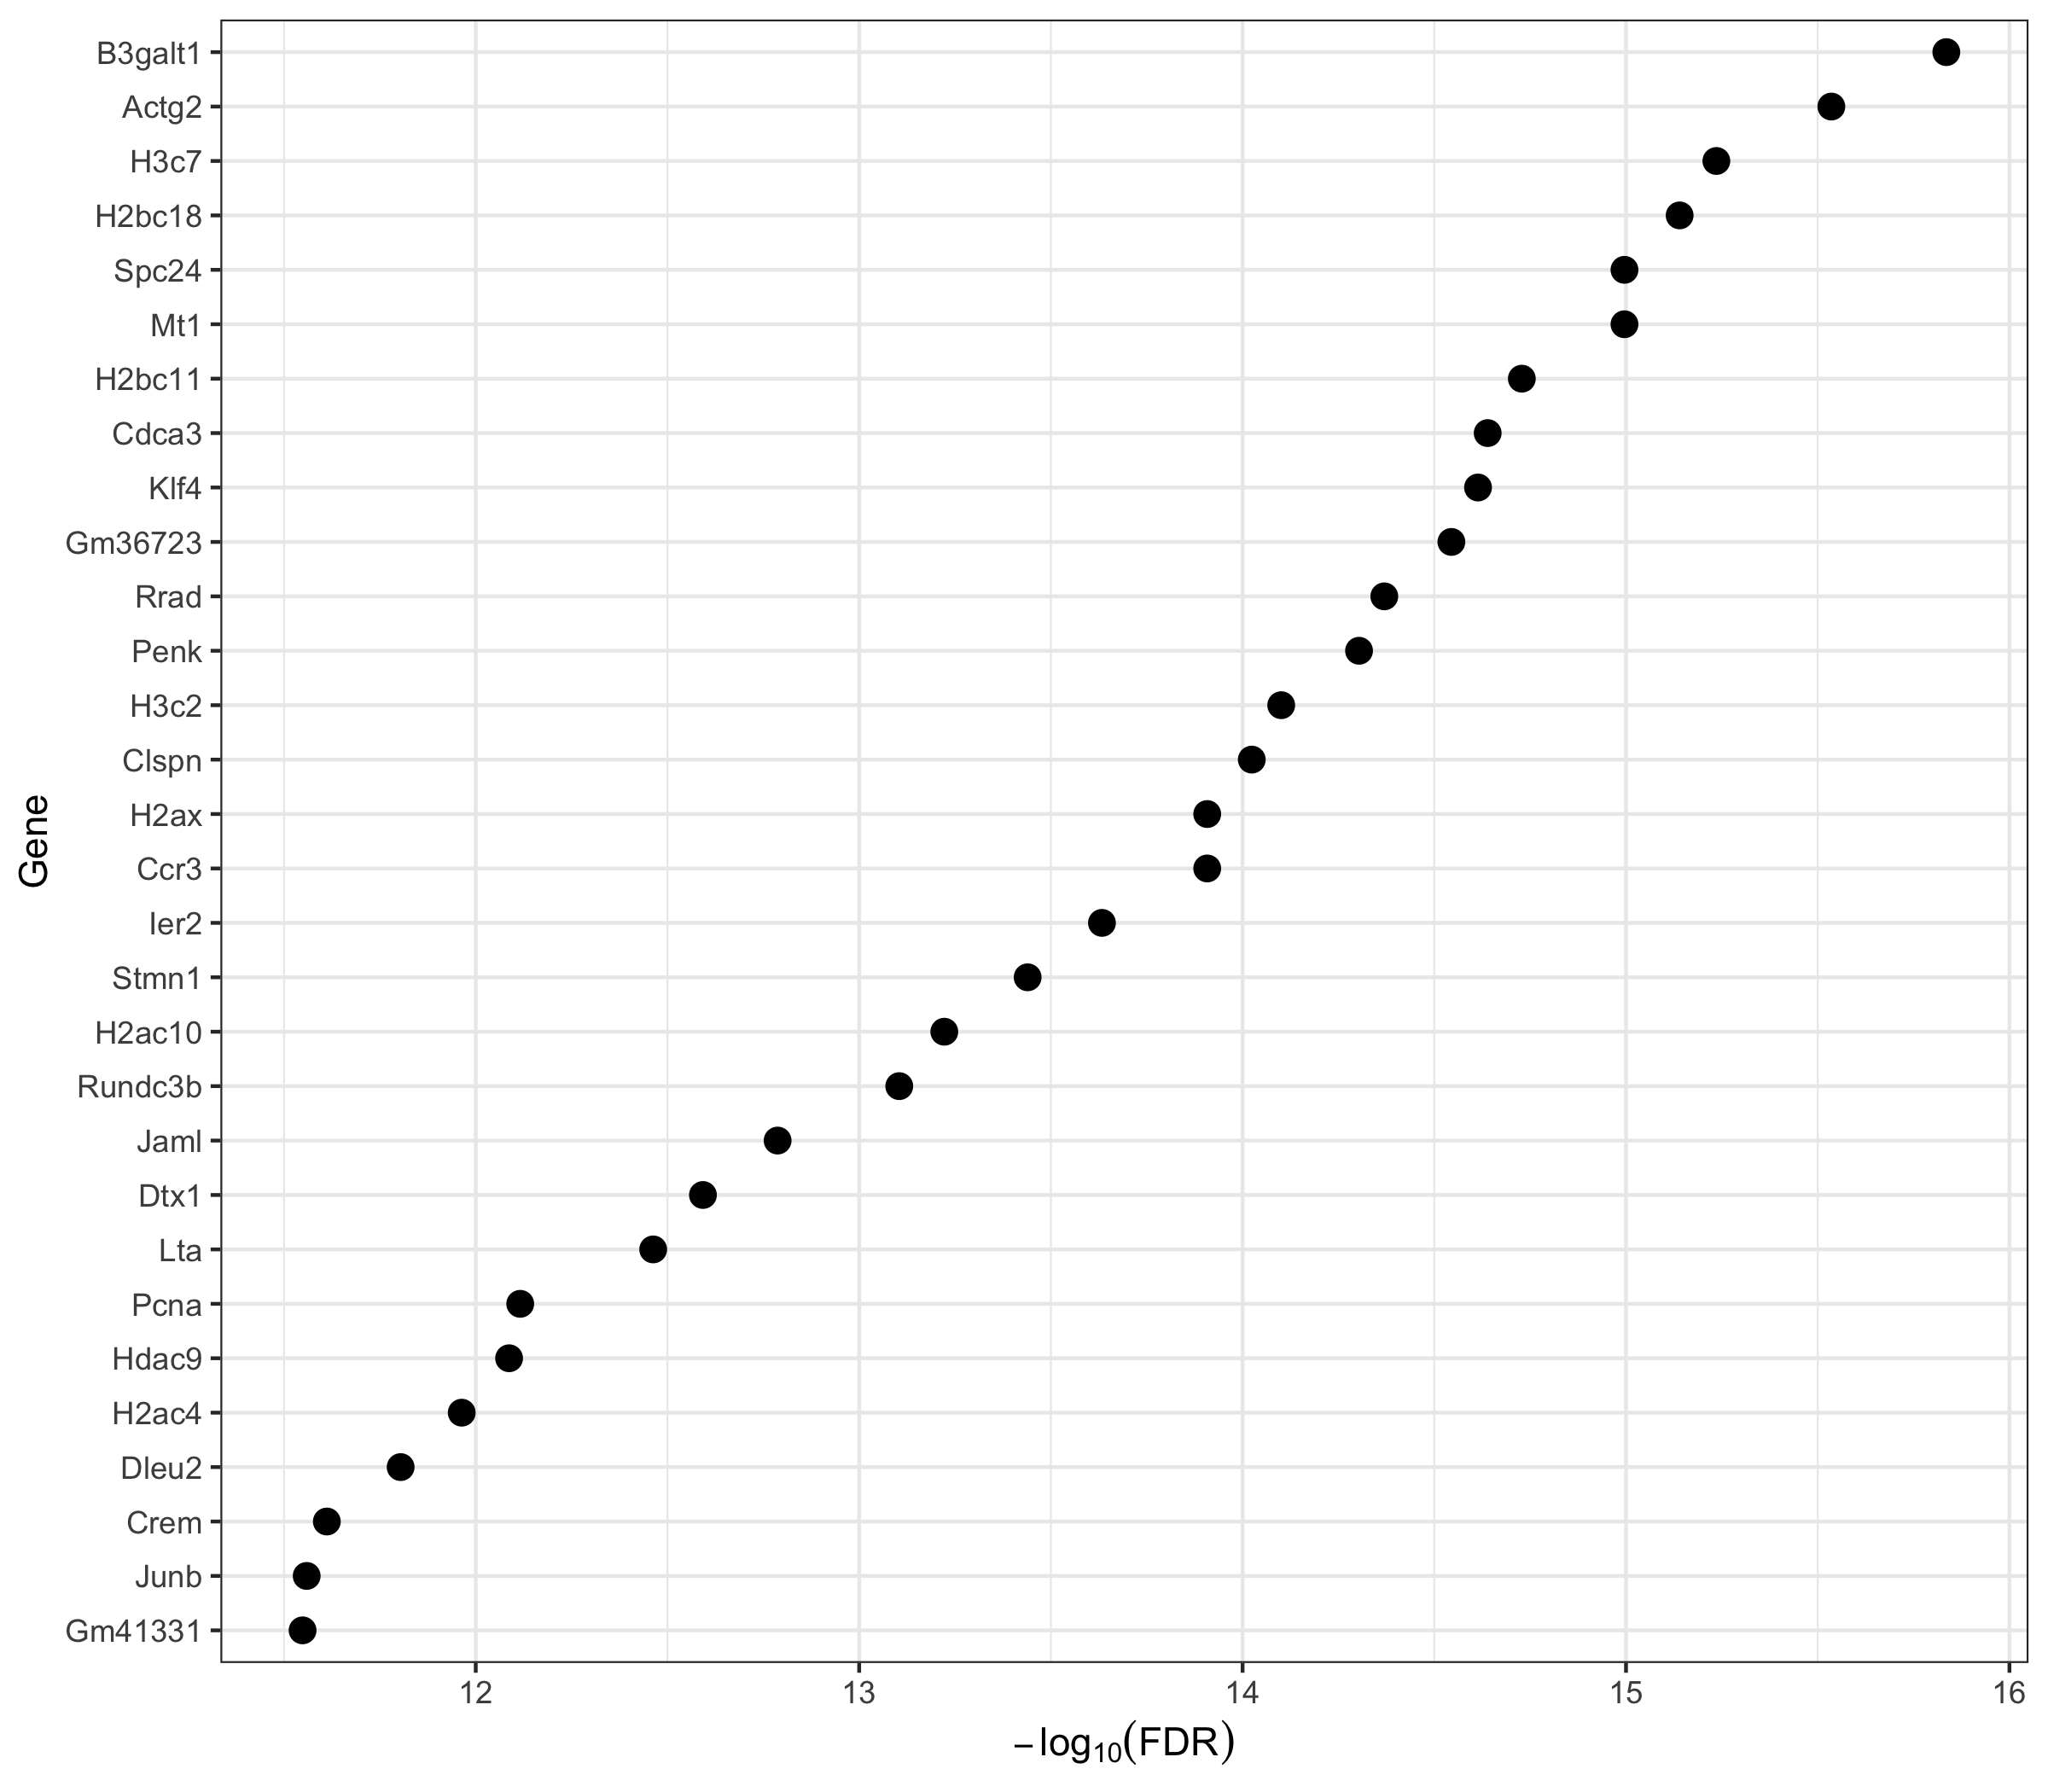 B3galt1
Actg2
H3c7
H2bc18
Spc24
Mt1
H2bc11
Cdca3
Klf4
Gm36723
Rrad
Penk
H3c2
Clspn
H2ax
Ccr3
Ier2
Stmn1
H2ac10
Rundc3b
Jaml
Dtx1
Lta
Pcna
Hdac9
H2ac4
Dleu2
Crem
Junb
Gm41331
Gene
12 13 14 15 16
−log₁₀(FDR)